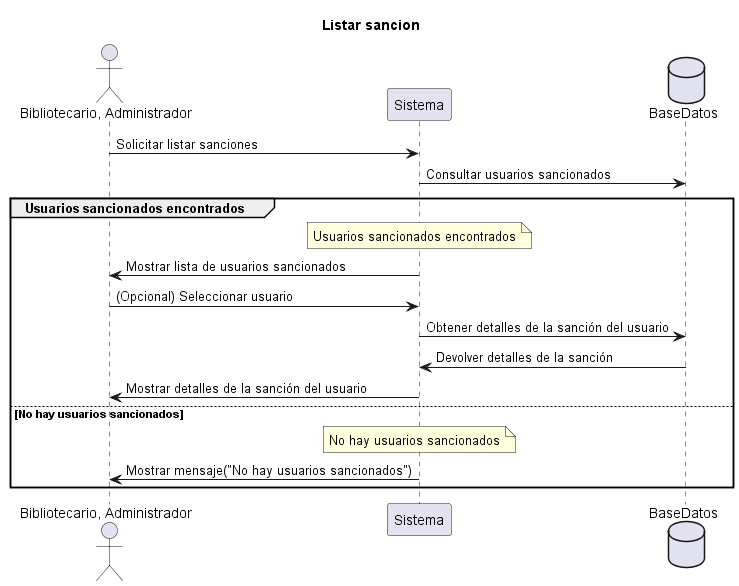 Listar sancion
Bibliotecario, Administrador
Sistema
BaseDatos
Solicitar listar sanciones
Consultar usuarios sancionados
Usuarios sancionados encontrados
Usuarios sancionados encontrados
Mostrar lista de usuarios sancionados
(Opcional) Seleccionar usuario
Obtener detalles de la sanción del usuario
Devolver detalles de la sanción
Mostrar detalles de la sanción del usuario
[No hay usuarios sancionados]
No hay usuarios sancionados
Mostrar mensaje("No hay usuarios sancionados")
Bibliotecario, Administrador
Sistema
BaseDatos